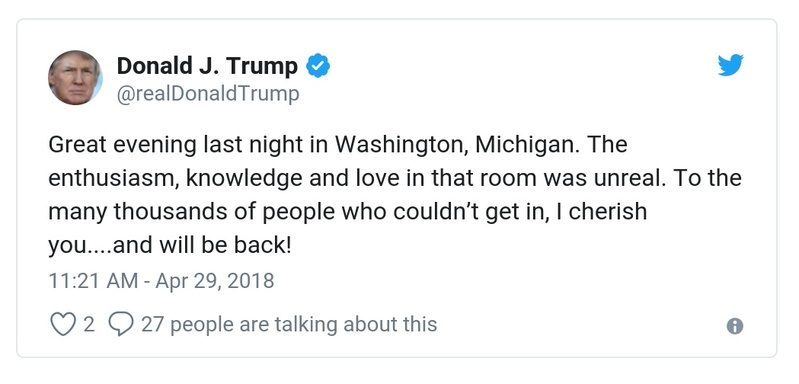 Donald J. Trump
@realDonaldTrump
Great evening last night in Washington, Michigan. The
enthusiasm, knowledge and love in that room was unreal. To the
many thousands of people who couldn’t get in, I cherish
you....and will be back!
11:21 AM - Apr 29, 2018
2 27 people are talking about this